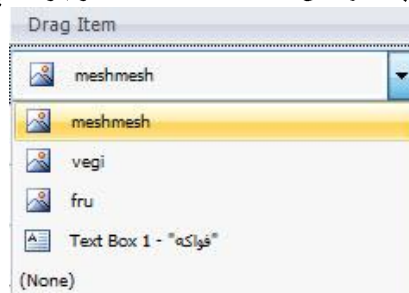 Drag Item
meshmesh
meshmesh
vegi
fru
Text Box 1 - "فواكه"
(None)